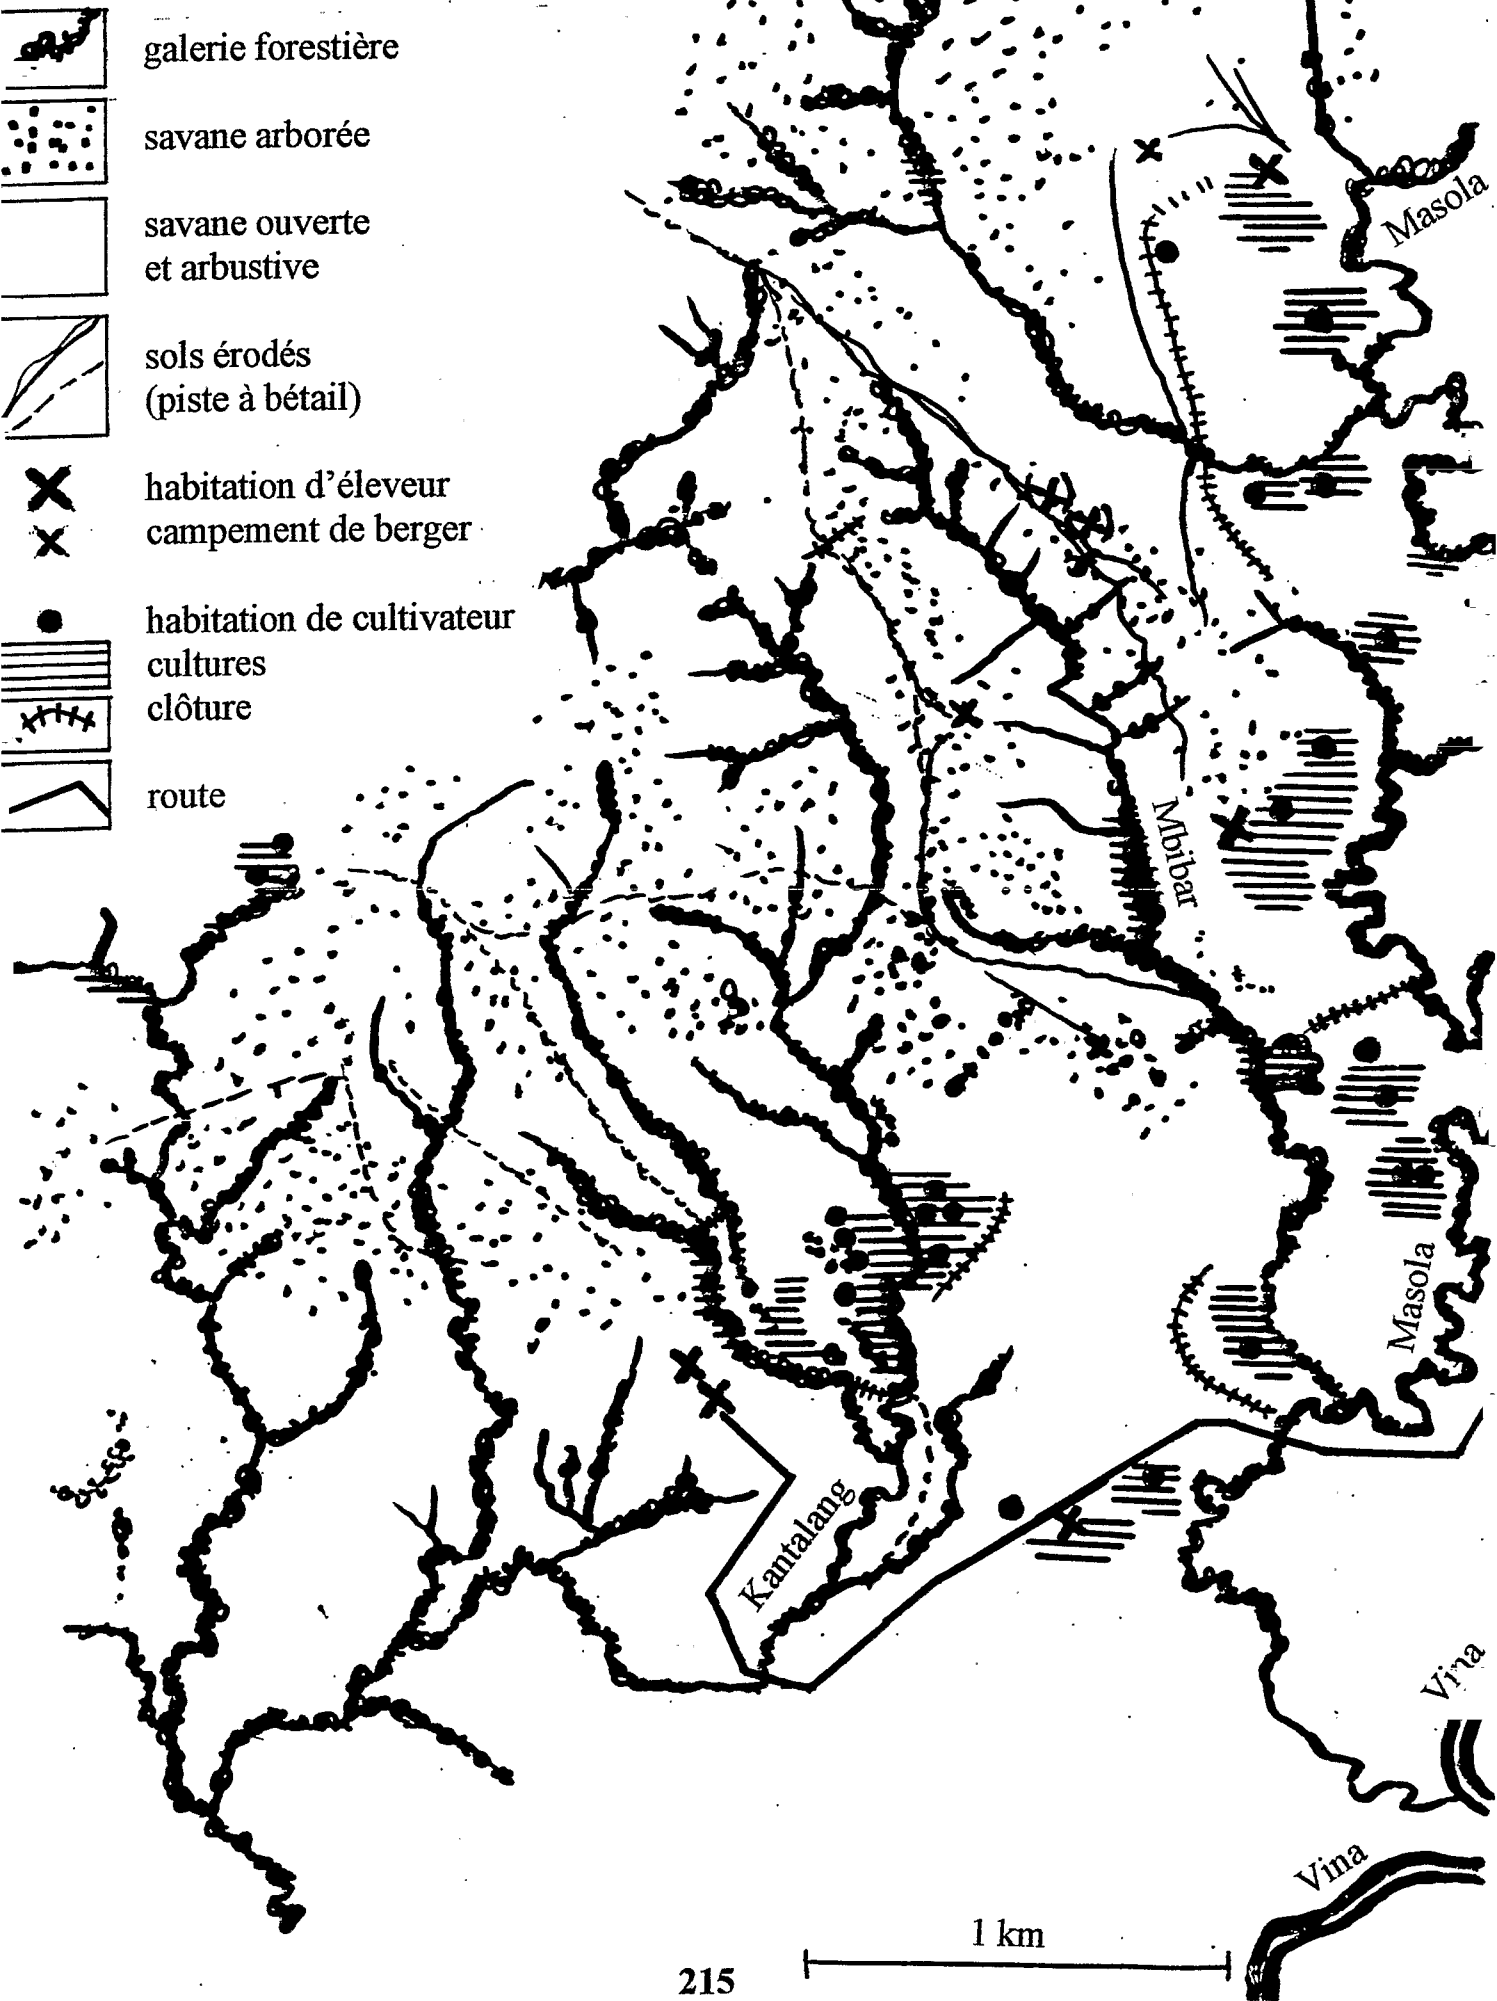 galerie forestière
savane arborée
savane ouverte
et arbustive
sols érodés
(piste à bétail)
habitation d'éleveur
campement de berger
habitation de cultivateur
cultures
clôture
route
Masola
Mbibar
Masola
Kantalang
Vina
Vina
1 km
215